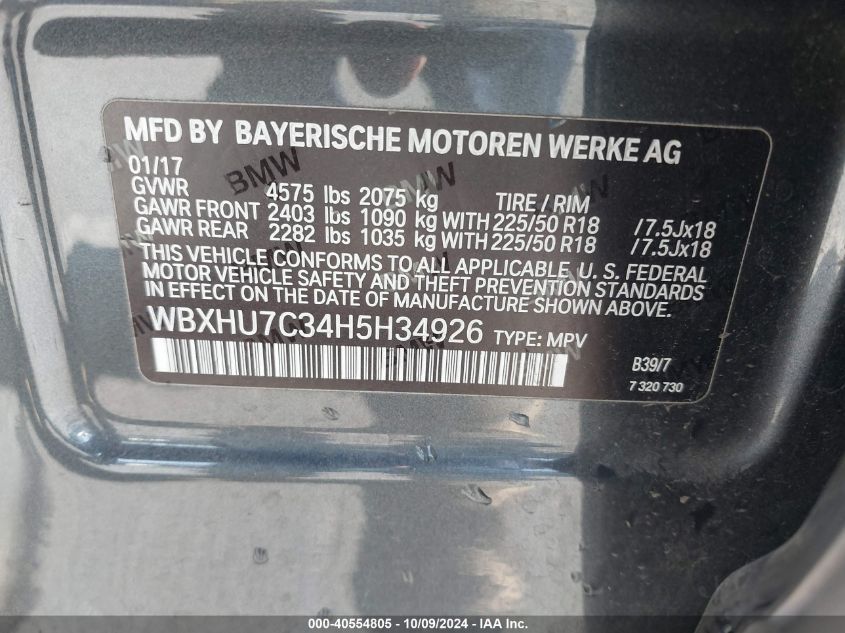 MFD BY BAYERISCHE MOTOREN WERKE AG
01/17
GVWR 4575 lbs 2075 kg TIRE / RIM
GAWR FRONT 2403 lbs 1090 kg WITH 225/50 R18 /7.5Jx18
GAWR REAR 2282 lbs 1035 kg WITH 225/50 R18 /7.5Jx18
THIS VEHICLE CONFORMS TO ALL APPLICABLE U. S. FEDERAL
MOTOR VEHICLE SAFETY AND THEFT PREVENTION STANDARDS
IN EFFECT ON THE DATE OF MANUFACTURE SHOWN ABOVE.
WBXHU7C34H5H34926 TYPE: MPV
B39/7
7 320 730
000-40554805 - 10/09/2024 - IAA Inc.